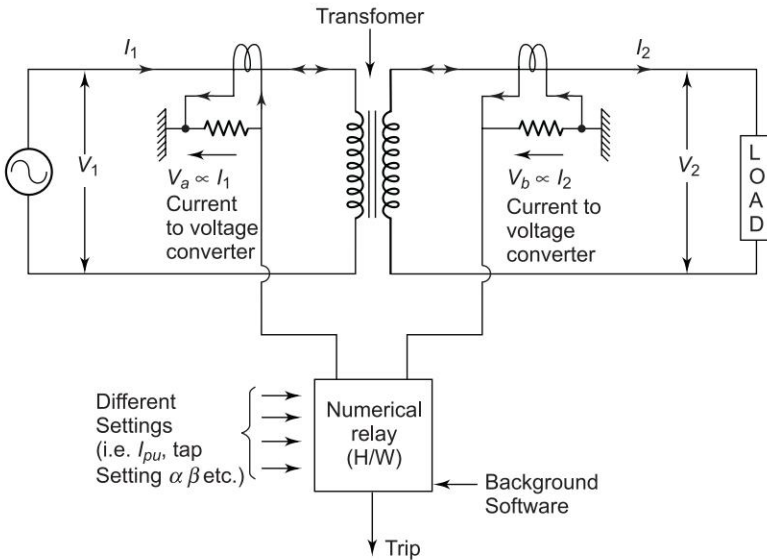 Transfomer
I1
I2
V1
Va ∝ I1
Current
to voltage
converter
Vb ∝ I2
Current to
voltage
converter
V2
L
O
A
D
Different
Settings
(i.e. Ipu, tap
Setting α β etc.)
Numerical
relay
(H/W)
Background
Software
Trip